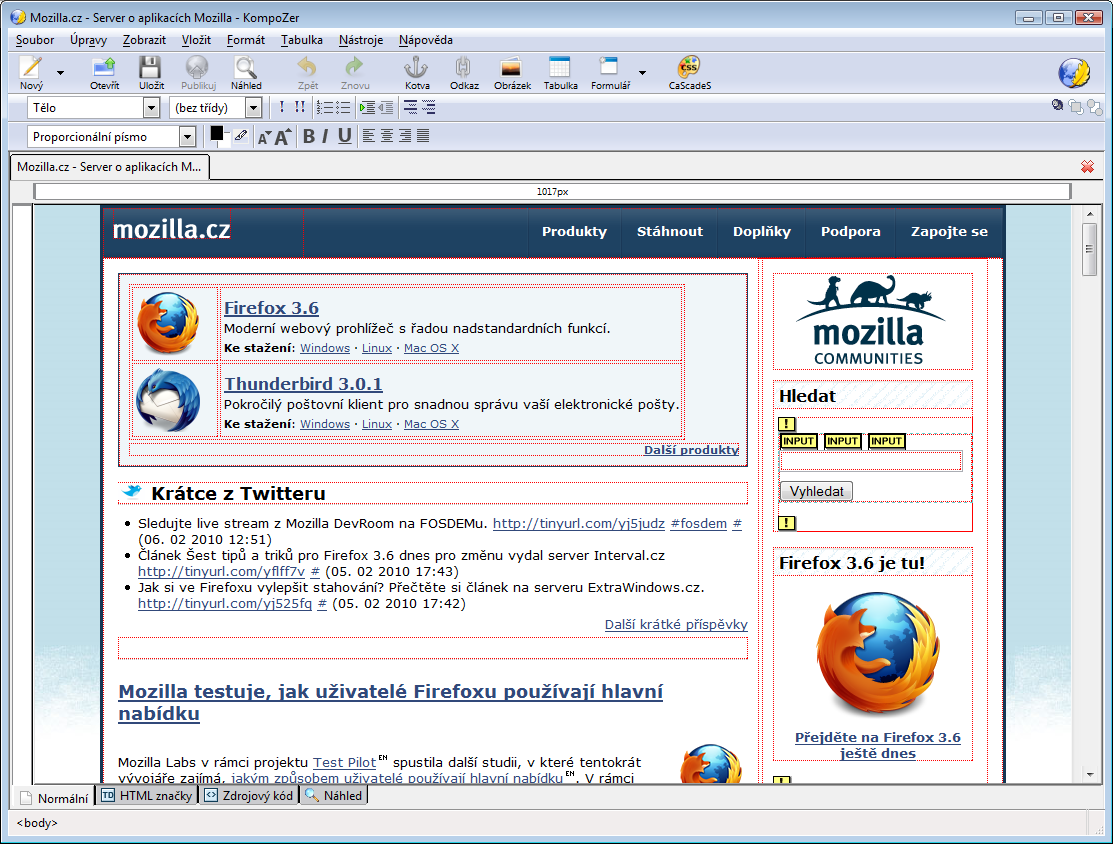 Mozilla.cz - Server o aplikacích Mozilla - KompoZer
Soubor Úpravy Zobrazit Vložit Formát Tabulka Nástroje Nápověda
Nový Otevřít Uložit Publikuj Náhled Zpět Znovu Kotva Odkaz Obrázek Tabulka Formulář CaScadeS
Tělo (bez třídy) ! !!
Proporcionální písmo A A B I U
Mozilla.cz - Server o aplikacích M...
1017px
mozilla.cz Produkty Stáhnout Doplňky Podpora Zapojte se
Firefox 3.6
Moderní webový prohlížeč s řadou nadstandardních funkcí.
Ke stažení: Windows · Linux · Mac OS X
Thunderbird 3.0.1
Pokročilý poštovní klient pro snadnou správu vaší elektronické pošty.
Ke stažení: Windows · Linux · Mac OS X
Další produkty
Krátce z Twitteru
Sledujte live stream z Mozilla DevRoom na FOSDEMu. http://tinyurl.com/yj5judz #fosdem #
(06. 02 2010 12:51)
Článek Šest tipů a triků pro Firefox 3.6 dnes pro změnu vydal server Interval.cz
http://tinyurl.com/yflff7v # (05. 02 2010 17:43)
Jak si ve Firefoxu vylepšit stahování? Přečtěte si článek na serveru ExtraWindows.cz.
http://tinyurl.com/yj525fq # (05. 02 2010 17:42)
Další krátké příspěvky
Mozilla testuje, jak uživatelé Firefoxu používají hlavní
nabídku
Mozilla Labs v rámci projektu Test Pilot EN spustila další studii, v které tentokrát
vývojáře zajímá, jakým způsobem uživatelé používají hlavní nabídku EN. V rámci
mozilla
COMMUNITIES
Hledat
!
INPUT INPUT INPUT
Vyhledat
!
Firefox 3.6 je tu!
Přejděte na Firefox 3.6
ještě dnes
!
Normální HTML značky Zdrojový kód Náhled
<body>